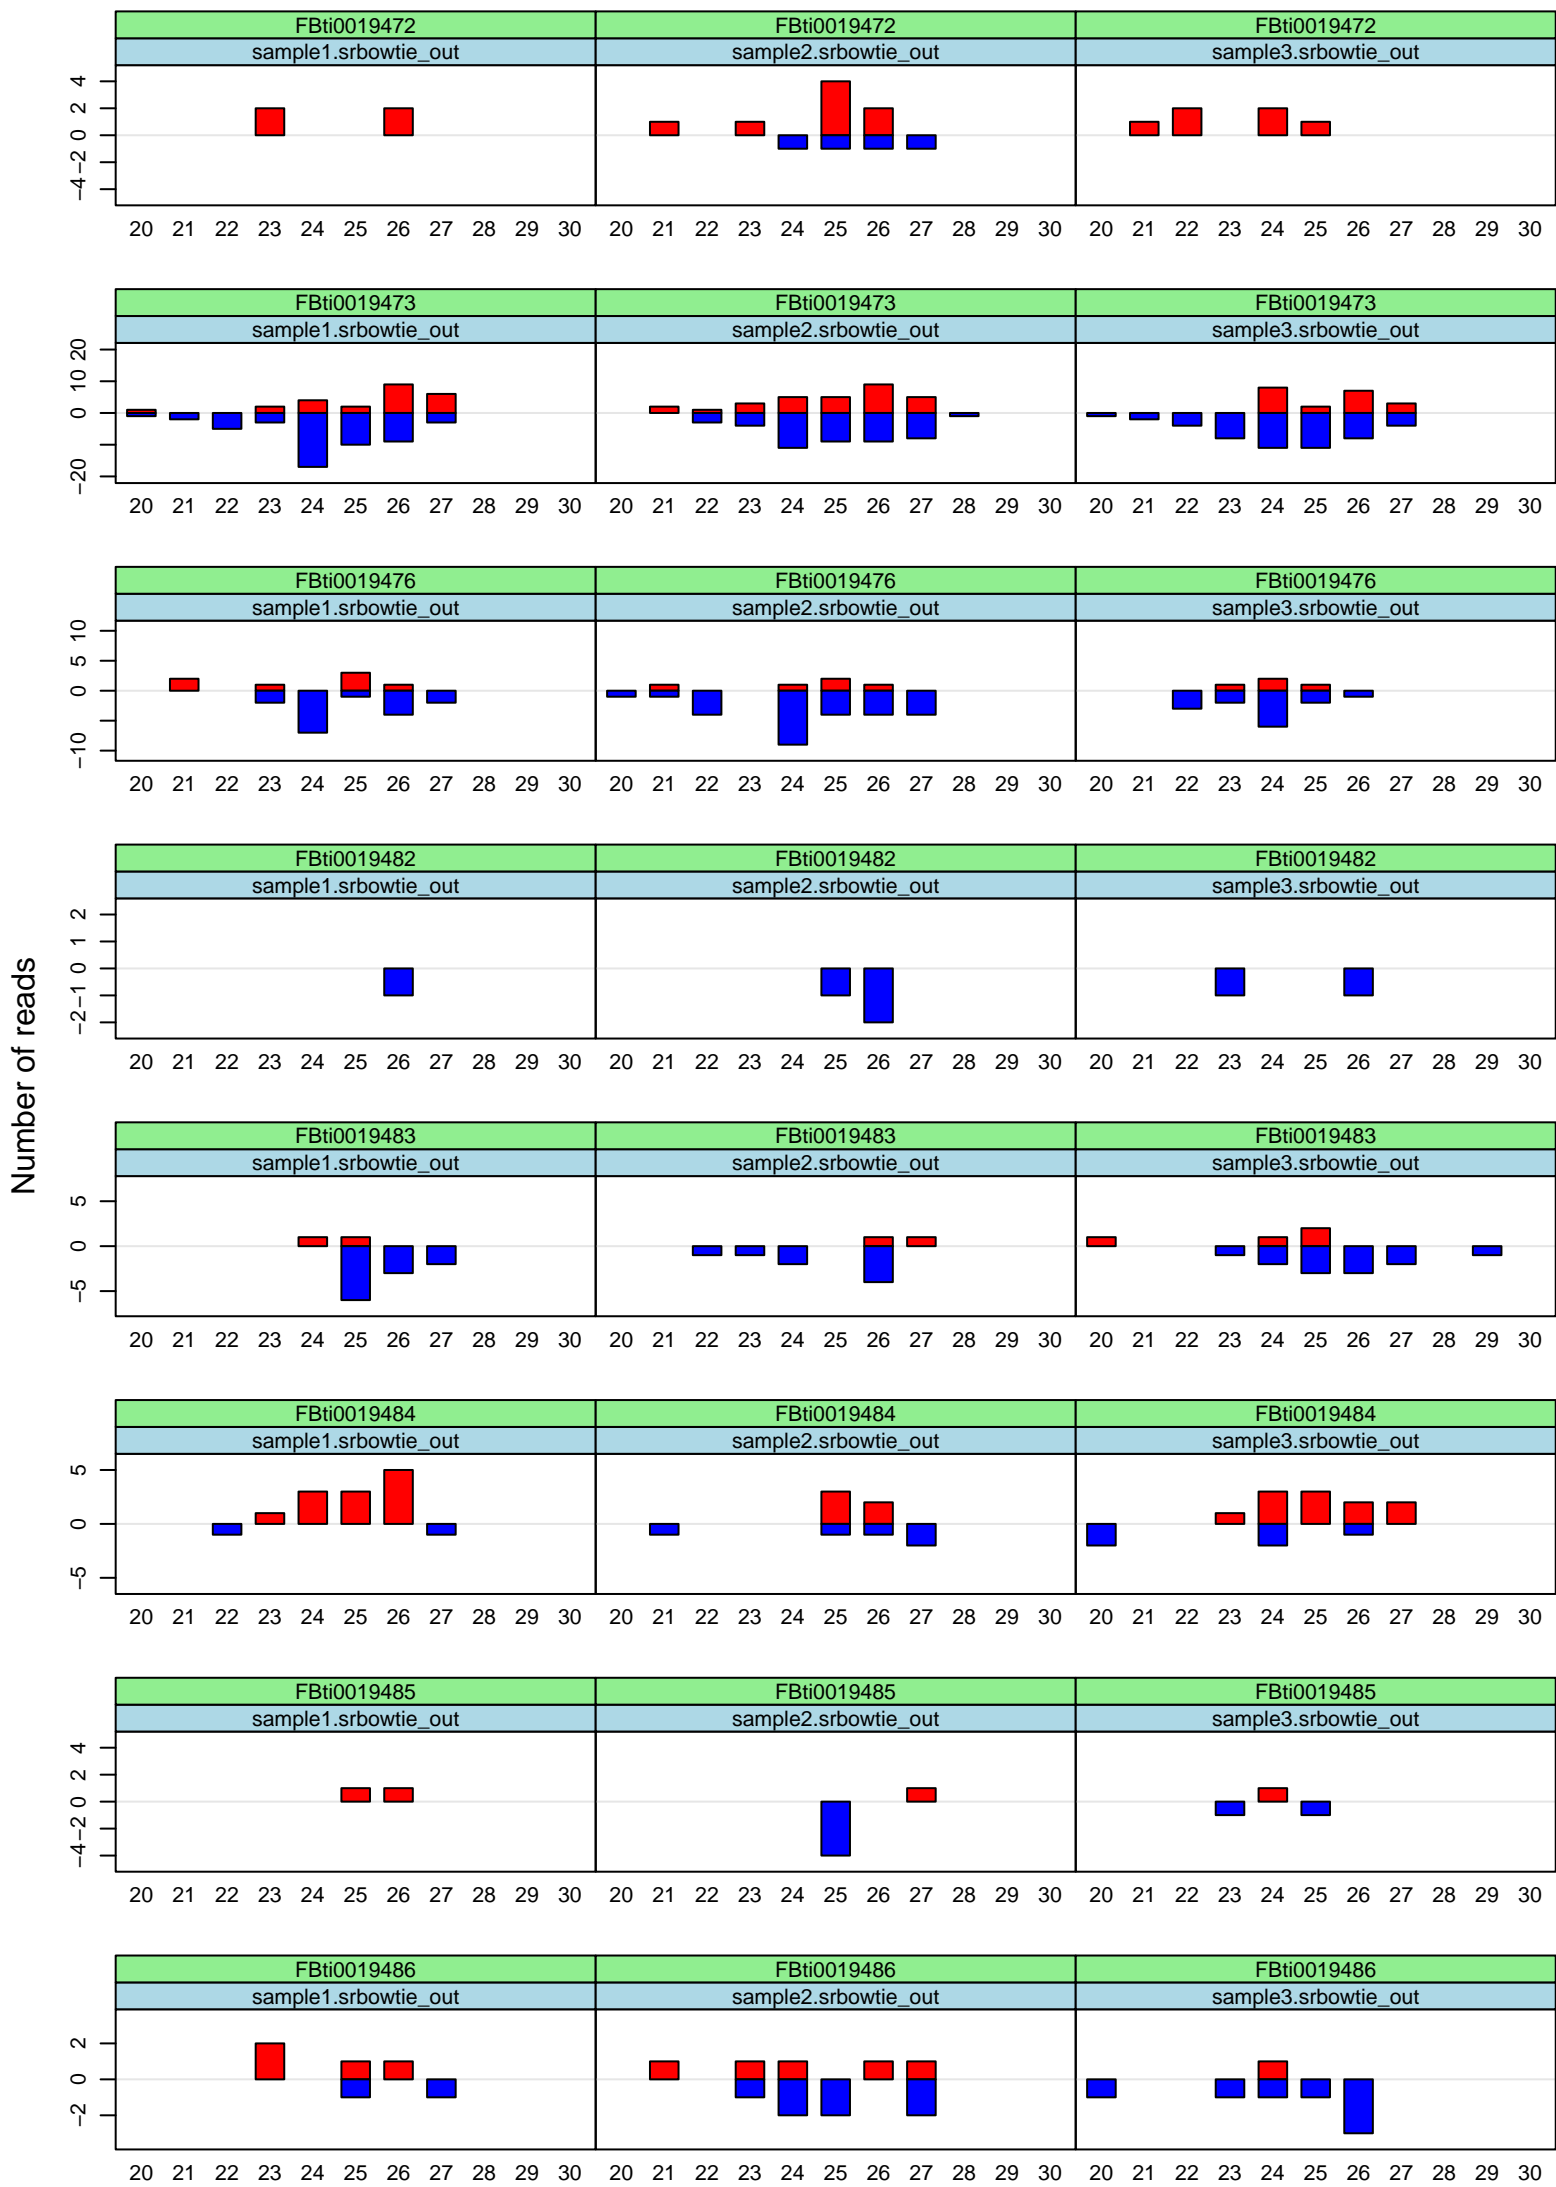 Number of reads
FBti0019472 FBti0019472 FBti0019472
sample1.srbowtie_out sample2.srbowtie_out sample3.srbowtie_out
4
2
0
−2
−4
20 21 22 23 24 25 26 27 28 29 30 20 21 22 23 24 25 26 27 28 29 30 20 21 22 23 24 25 26 27 28 29 30
FBti0019473 FBti0019473 FBti0019473
sample1.srbowtie_out sample2.srbowtie_out sample3.srbowtie_out
20
10
0
−20
20 21 22 23 24 25 26 27 28 29 30 20 21 22 23 24 25 26 27 28 29 30 20 21 22 23 24 25 26 27 28 29 30
FBti0019476 FBti0019476 FBti0019476
sample1.srbowtie_out sample2.srbowtie_out sample3.srbowtie_out
10
5
0
−10
20 21 22 23 24 25 26 27 28 29 30 20 21 22 23 24 25 26 27 28 29 30 20 21 22 23 24 25 26 27 28 29 30
FBti0019482 FBti0019482 FBti0019482
sample1.srbowtie_out sample2.srbowtie_out sample3.srbowtie_out
2
1
0
−1
−2
20 21 22 23 24 25 26 27 28 29 30 20 21 22 23 24 25 26 27 28 29 30 20 21 22 23 24 25 26 27 28 29 30
FBti0019483 FBti0019483 FBti0019483
sample1.srbowtie_out sample2.srbowtie_out sample3.srbowtie_out
5
0
−5
20 21 22 23 24 25 26 27 28 29 30 20 21 22 23 24 25 26 27 28 29 30 20 21 22 23 24 25 26 27 28 29 30
FBti0019484 FBti0019484 FBti0019484
sample1.srbowtie_out sample2.srbowtie_out sample3.srbowtie_out
5
0
−5
20 21 22 23 24 25 26 27 28 29 30 20 21 22 23 24 25 26 27 28 29 30 20 21 22 23 24 25 26 27 28 29 30
FBti0019485 FBti0019485 FBti0019485
sample1.srbowtie_out sample2.srbowtie_out sample3.srbowtie_out
4
2
0
−2
−4
20 21 22 23 24 25 26 27 28 29 30 20 21 22 23 24 25 26 27 28 29 30 20 21 22 23 24 25 26 27 28 29 30
FBti0019486 FBti0019486 FBti0019486
sample1.srbowtie_out sample2.srbowtie_out sample3.srbowtie_out
2
0
−2
20 21 22 23 24 25 26 27 28 29 30 20 21 22 23 24 25 26 27 28 29 30 20 21 22 23 24 25 26 27 28 29 30